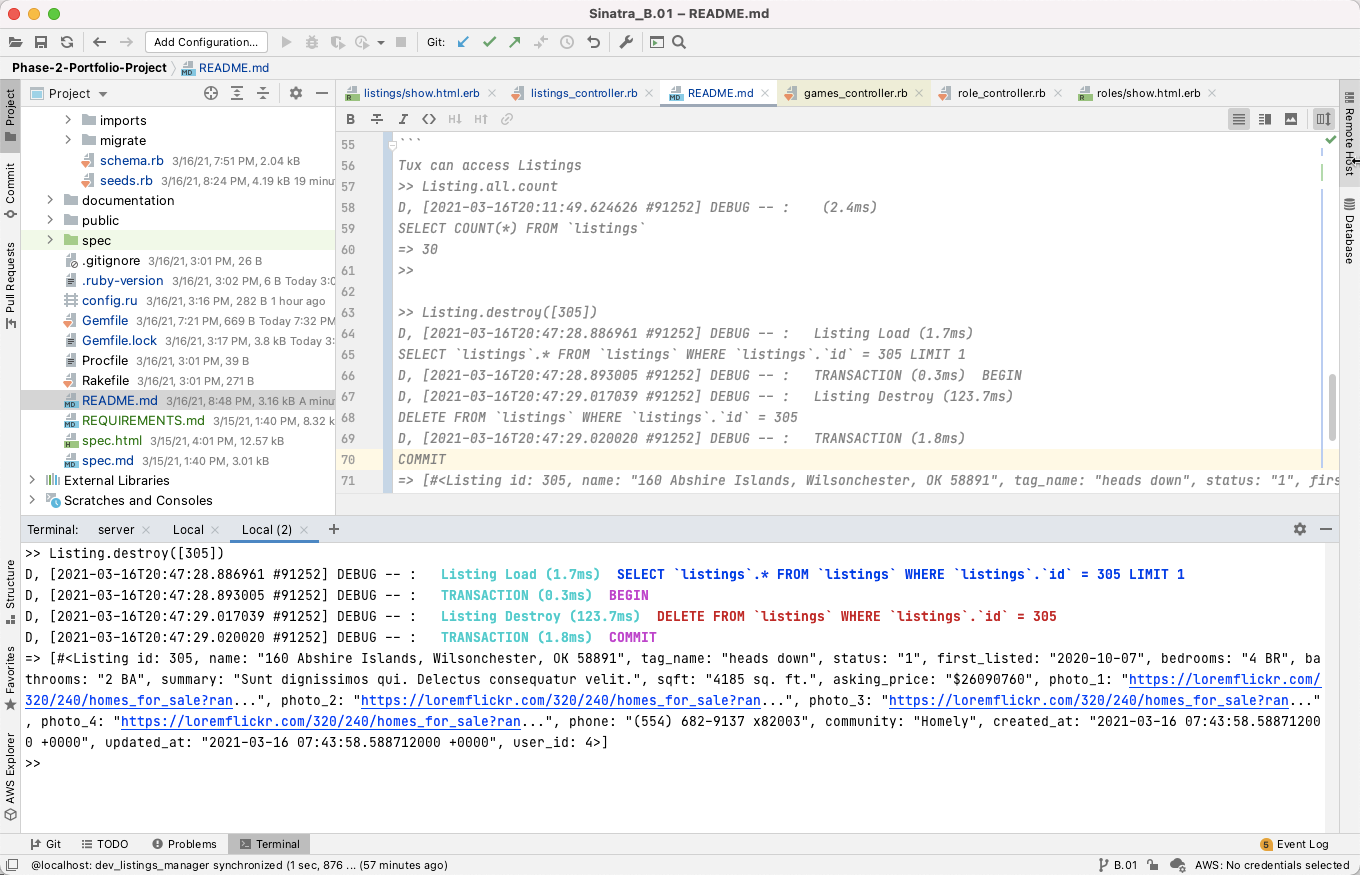 Sinatra_B.01 – README.md
Add Configuration...
Git:
Phase-2-Portfolio-Project
README.md
Project
listings/show.html.erb
listings_controller.rb
README.md
games_controller.rb
role_controller.rb
roles/show.html.erb
Project
Commit
Pull Requests
Structure
Favorites
AWS Explorer
Remote Host
Database
imports
migrate
schema.rb 3/16/21, 7:51 PM, 2.04 kB
seeds.rb 3/16/21, 8:24 PM, 4.19 kB 19 minu
documentation
public
spec
.gitignore 3/16/21, 3:01 PM, 26 B
.ruby-version 3/16/21, 3:02 PM, 6 B Today 3:0
config.ru 3/16/21, 3:16 PM, 282 B 1 hour ago
Gemfile 3/16/21, 7:21 PM, 669 B Today 7:32 PM
Gemfile.lock 3/16/21, 3:17 PM, 3.8 kB Today 3:
Procfile 3/16/21, 3:01 PM, 39 B
Rakefile 3/16/21, 3:01 PM, 271 B
README.md 3/16/21, 8:48 PM, 3.16 kB A minu
REQUIREMENTS.md 3/15/21, 1:40 PM, 8.32 k
spec.html 3/15/21, 4:01 PM, 12.57 kB
spec.md 3/15/21, 1:40 PM, 3.01 kB
External Libraries
Scratches and Consoles
B I <> H↓ H↑
55 ```
56 Tux can access Listings
57 >> Listing.all.count
58 D, [2021-03-16T20:11:49.624626 #91252] DEBUG -- :    (2.4ms)
59 SELECT COUNT(*) FROM `listings`
60 => 30
61 >>
62
63 >> Listing.destroy([305])
64 D, [2021-03-16T20:47:28.886961 #91252] DEBUG -- :   Listing Load (1.7ms)
65 SELECT `listings`.* FROM `listings` WHERE `listings`.`id` = 305 LIMIT 1
66 D, [2021-03-16T20:47:28.893005 #91252] DEBUG -- :   TRANSACTION (0.3ms)  BEGIN
67 D, [2021-03-16T20:47:29.017039 #91252] DEBUG -- :   Listing Destroy (123.7ms)
68 DELETE FROM `listings` WHERE `listings`.`id` = 305
69 D, [2021-03-16T20:47:29.020020 #91252] DEBUG -- :   TRANSACTION (1.8ms)
70 COMMIT
71 => [#<Listing id: 305, name: "160 Abshire Islands, Wilsonchester, OK 58891", tag_name: "heads down", status: "1", firs
Terminal: server Local Local (2)
>> Listing.destroy([305])
D, [2021-03-16T20:47:28.886961 #91252] DEBUG -- :   Listing Load (1.7ms)  SELECT `listings`.* FROM `listings` WHERE `listings`.`id` = 305 LIMIT 1
D, [2021-03-16T20:47:28.893005 #91252] DEBUG -- :   TRANSACTION (0.3ms)  BEGIN
D, [2021-03-16T20:47:29.017039 #91252] DEBUG -- :   Listing Destroy (123.7ms)  DELETE FROM `listings` WHERE `listings`.`id` = 305
D, [2021-03-16T20:47:29.020020 #91252] DEBUG -- :   TRANSACTION (1.8ms)  COMMIT
=> [#<Listing id: 305, name: "160 Abshire Islands, Wilsonchester, OK 58891", tag_name: "heads down", status: "1", first_listed: "2020-10-07", bedrooms: "4 BR", ba
throoms: "2 BA", summary: "Sunt dignissimos qui. Delectus consequatur velit.", sqft: "4185 sq. ft.", asking_price: "$26090760", photo_1: "https://loremflickr.com/
320/240/homes_for_sale?ran...", photo_2: "https://loremflickr.com/320/240/homes_for_sale?ran...", photo_3: "https://loremflickr.com/320/240/homes_for_sale?ran..."
, photo_4: "https://loremflickr.com/320/240/homes_for_sale?ran...", phone: "(554) 682-9137 x82003", community: "Homely", created_at: "2021-03-16 07:43:58.58871200
0 +0000", updated_at: "2021-03-16 07:43:58.588712000 +0000", user_id: 4>]
>>
Git TODO Problems Terminal 5 Event Log
@localhost: dev_listings_manager synchronized (1 sec, 876 ... (57 minutes ago) B.01 AWS: No credentials selected